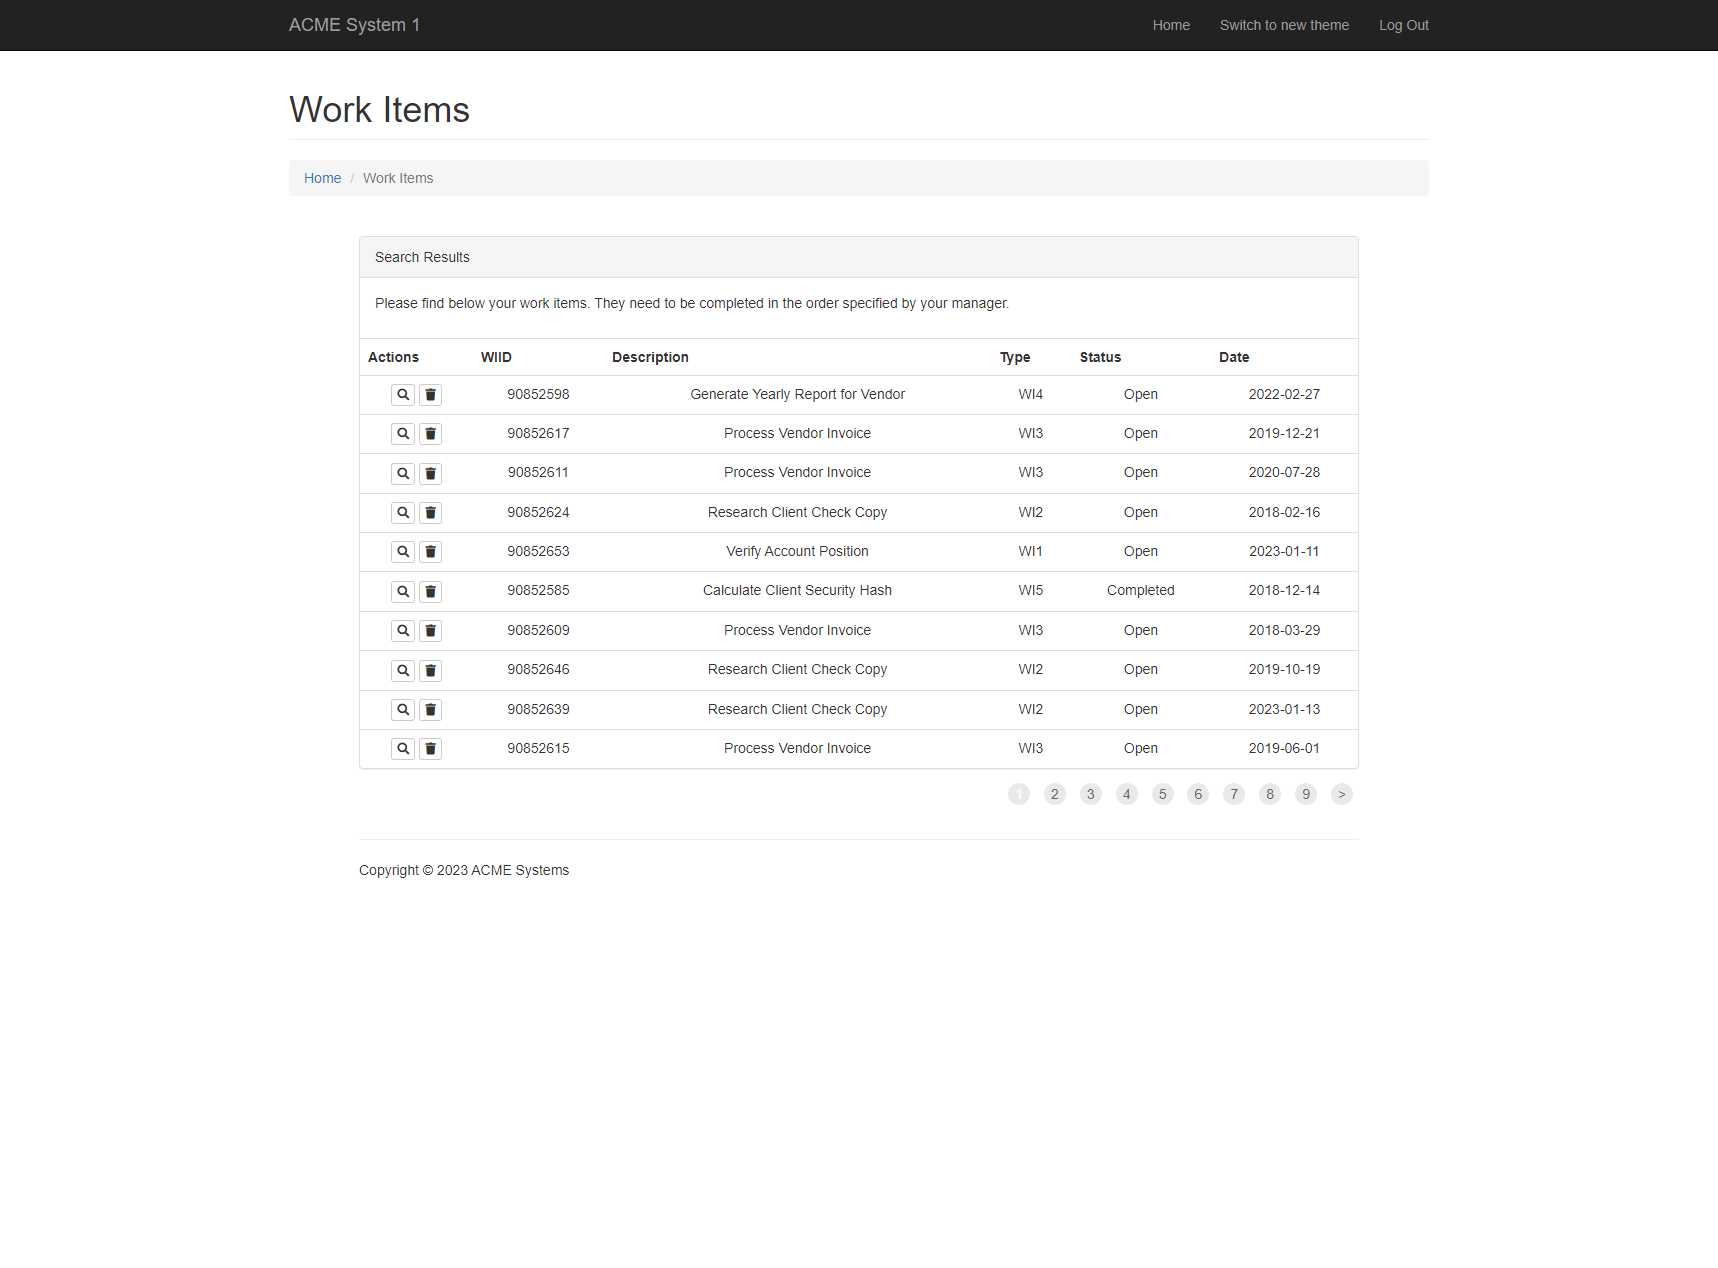 ACME System 1 Home Switch to new theme Log Out
Work Items
Home / Work Items
Search Results
Please find below your work items. They need to be completed in the order specified by your manager.
Actions WIID Description Type Status Date
90852598 Generate Yearly Report for Vendor WI4 Open 2022-02-27
90852617 Process Vendor Invoice WI3 Open 2019-12-21
90852611 Process Vendor Invoice WI3 Open 2020-07-28
90852624 Research Client Check Copy WI2 Open 2018-02-16
90852653 Verify Account Position WI1 Open 2023-01-11
90852585 Calculate Client Security Hash WI5 Completed 2018-12-14
90852609 Process Vendor Invoice WI3 Open 2018-03-29
90852646 Research Client Check Copy WI2 Open 2019-10-19
90852639 Research Client Check Copy WI2 Open 2023-01-13
90852615 Process Vendor Invoice WI3 Open 2019-06-01
1 2 3 4 5 6 7 8 9 >
Copyright © 2023 ACME Systems